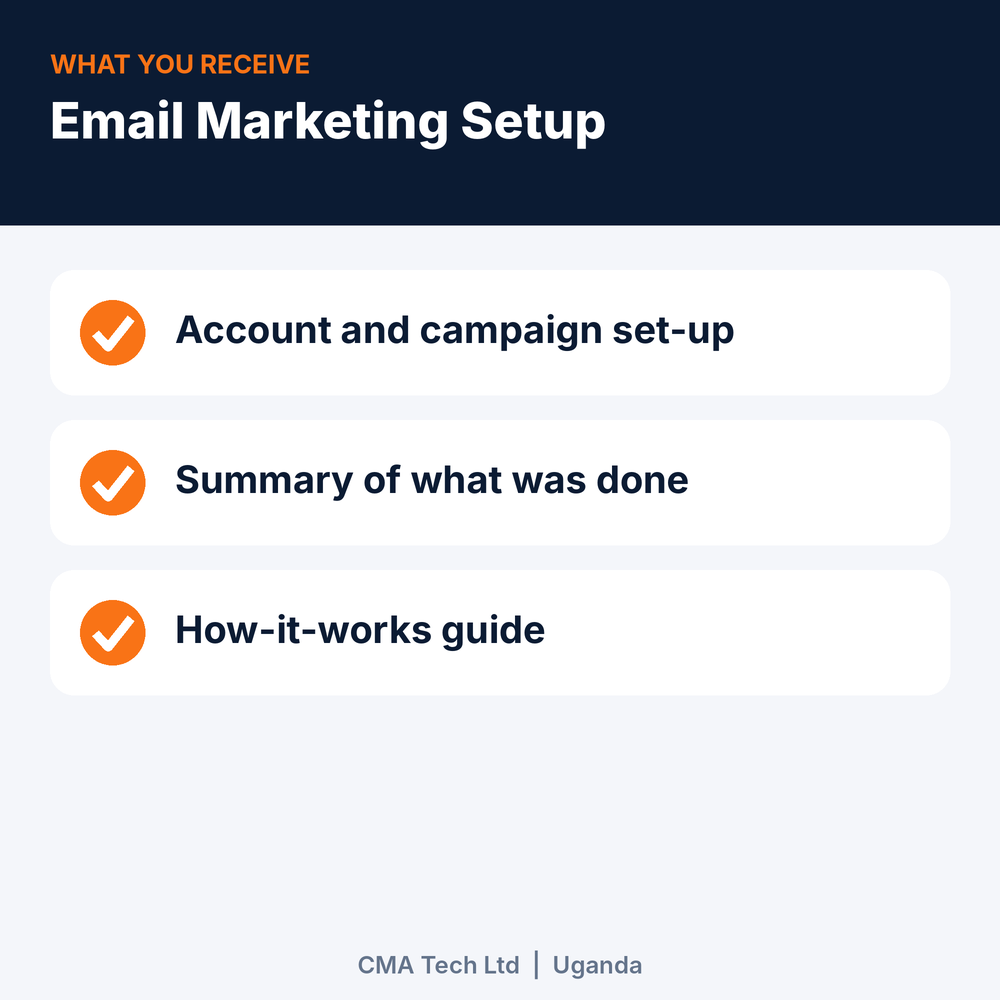 WHAT YOU RECEIVE
Email Marketing Setup
Account and campaign set-up
Summary of what was done
How-it-works guide
CMA Tech Ltd | Uganda